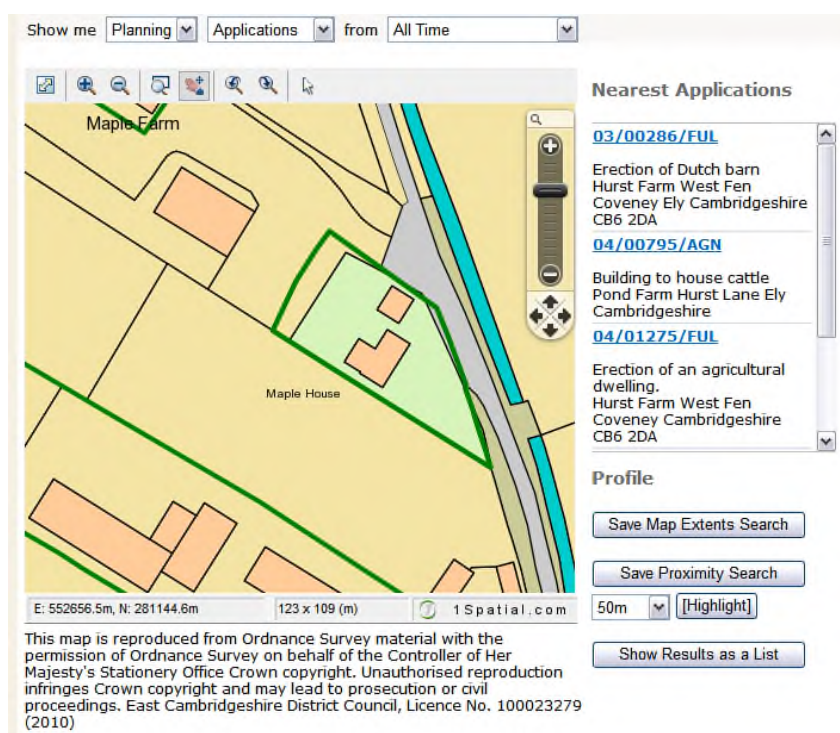 Show me Planning Applications from All Time
Maple Farm
Maple House
E: 552656.5m, N: 281144.6m 123 x 109 (m) 1Spatial.com
This map is reproduced from Ordnance Survey material with the
permission of Ordnance Survey on behalf of the Controller of Her
Majesty's Stationery Office Crown copyright. Unauthorised reproduction
infringes Crown copyright and may lead to prosecution or civil
proceedings. East Cambridgeshire District Council, Licence No. 100023279
(2010)
Nearest Applications
03/00286/FUL
Erection of Dutch barn
Hurst Farm West Fen
Coveney Ely Cambridgeshire
CB6 2DA
04/00795/AGN
Building to house cattle
Pond Farm Hurst Lane Ely
Cambridgeshire
04/01275/FUL
Erection of an agricultural
dwelling.
Hurst Farm West Fen
Coveney Cambridgeshire
CB6 2DA
Profile
Save Map Extents Search
Save Proximity Search
50m [Highlight]
Show Results as a List